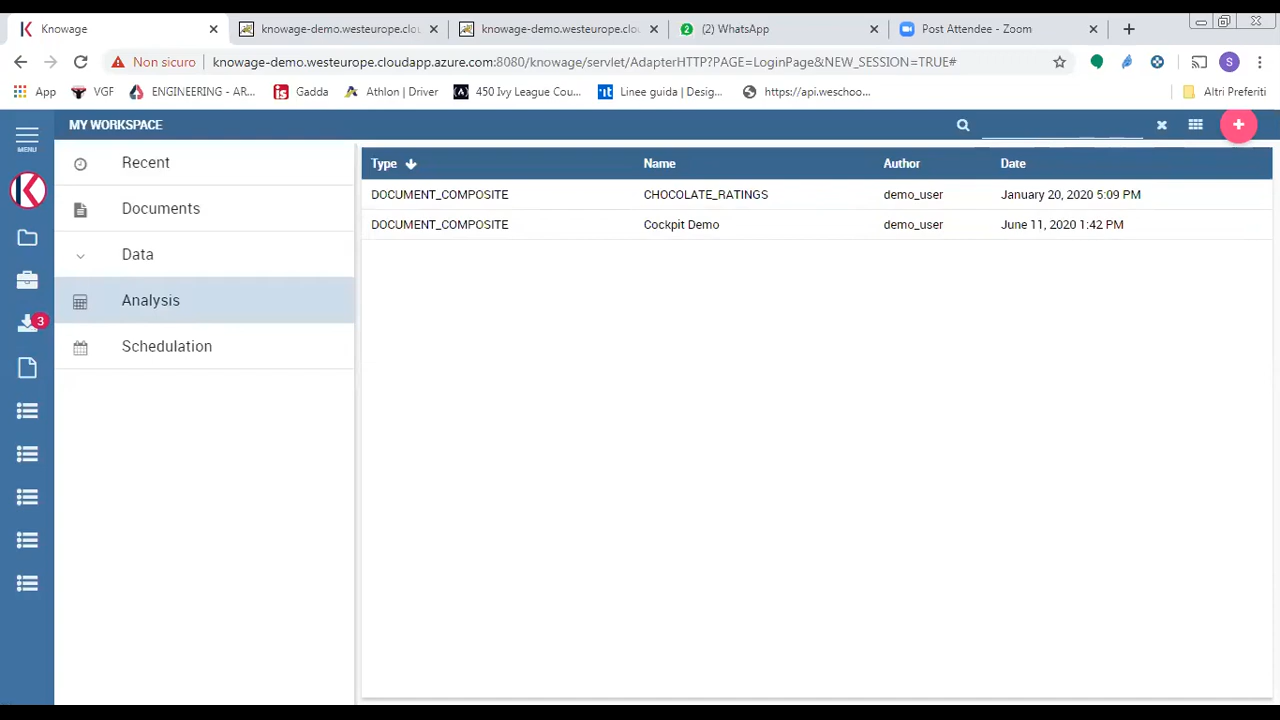 Knowage
knowage-demo.westeurope.clou
knowage-demo.westeurope.clou
2
(2) WhatsApp
Post Attendee - Zoom
Non sicuro
knowage-demo.westeurope.cloudapp.azure.com:8080/knowage/servlet/AdapterHTTP?PAGE=LoginPage&NEW_SESSION=TRUE#
S
App
VGF
ENGINEERING - AR...
Gadda
Athlon | Driver
450 Ivy League Cou...
Linee guida | Desig...
https://api.weschoo...
Altri Preferiti
MENU
MY WORKSPACE
Recent
Documents
Data
Analysis
Schedulation
3
Type Name Author Date
DOCUMENT_COMPOSITE CHOCOLATE_RATINGS demo_user January 20, 2020 5:09 PM
DOCUMENT_COMPOSITE Cockpit Demo demo_user June 11, 2020 1:42 PM